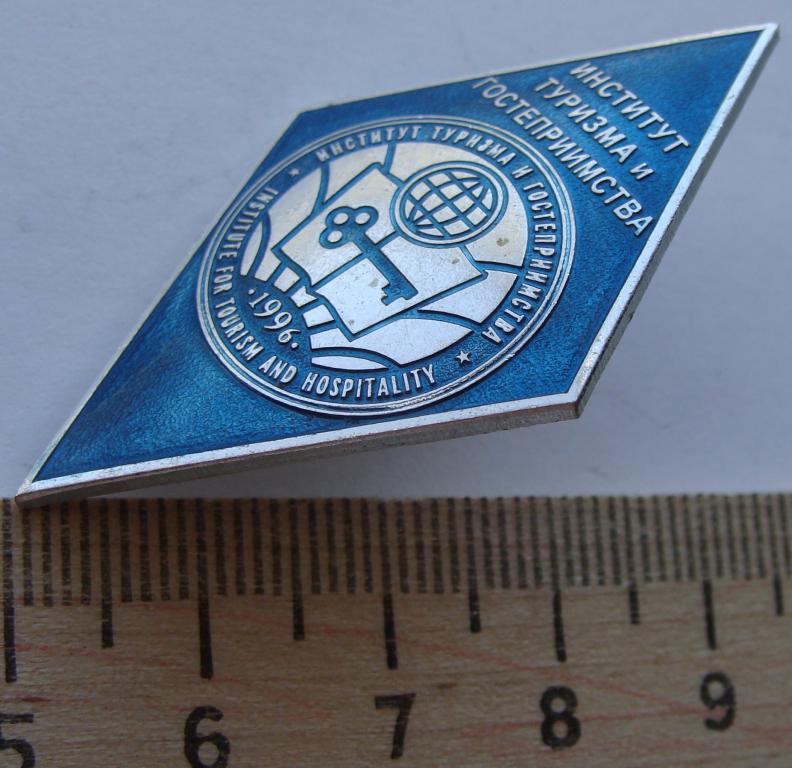 ИНСТИТУТ
ТУРИЗМА И
ГОСТЕПРИИМСТВА
★ ИНСТИТУТ ТУРИЗМА И ГОСТЕПРИИМСТВА ★
INSTITUTE FOR TOURISM AND HOSPITALITY
·1996·
5 6 7 8 9